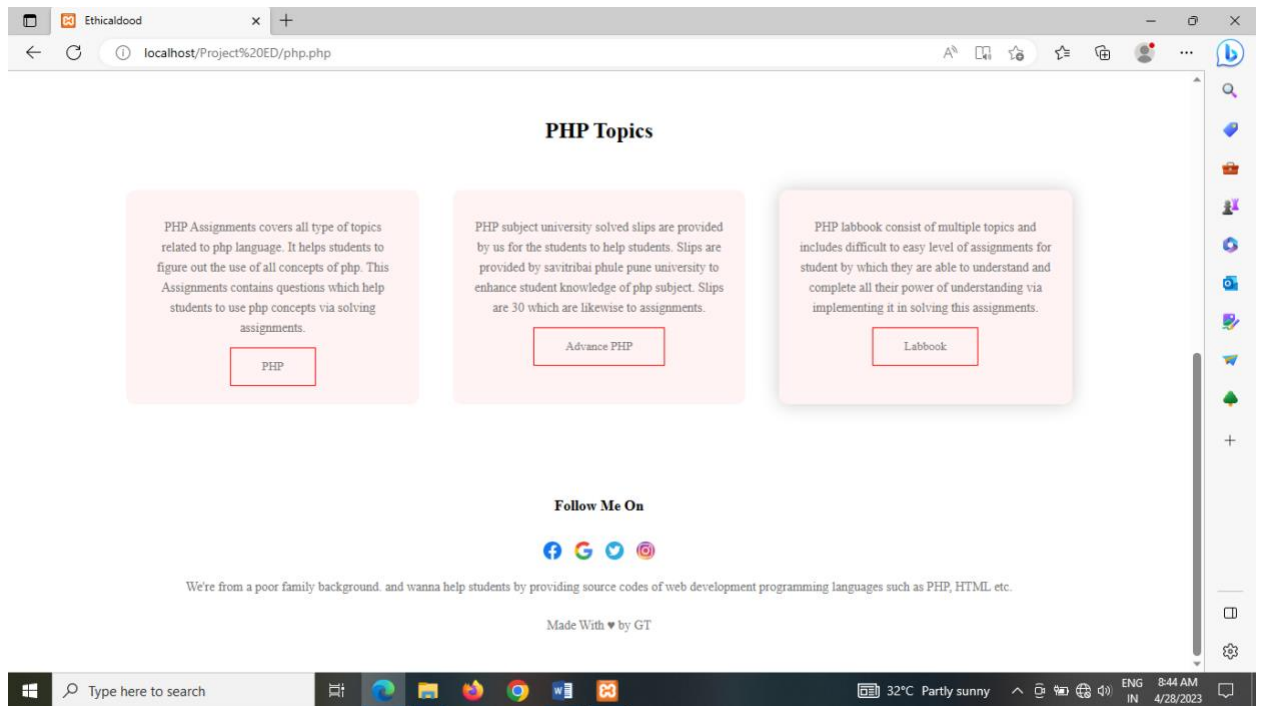 Ethicaldood
localhost/Project%20ED/php.php
PHP Topics
PHP Assignments covers all type of topics
related to php language. It helps students to
figure out the use of all concepts of php. This
Assignments contains questions which help
students to use php concepts via solving
assignments.
PHP
PHP subject university solved slips are provided
by us for the students to help students. Slips are
provided by savitribai phule pune university to
enhance student knowledge of php subject. Slips
are 30 which are likewise to assignments.
Advance PHP
PHP labbook consist of multiple topics and
includes difficult to easy level of assignments for
student by which they are able to understand and
complete all their power of understanding via
implementing it in solving this assignments.
Labbook
Follow Me On
We're from a poor family background. and wanna help students by providing source codes of web development programming languages such as PHP, HTML etc.
Made With ♥ by GT
Type here to search
32°C Partly sunny
ENG
IN
8:44 AM
4/28/2023